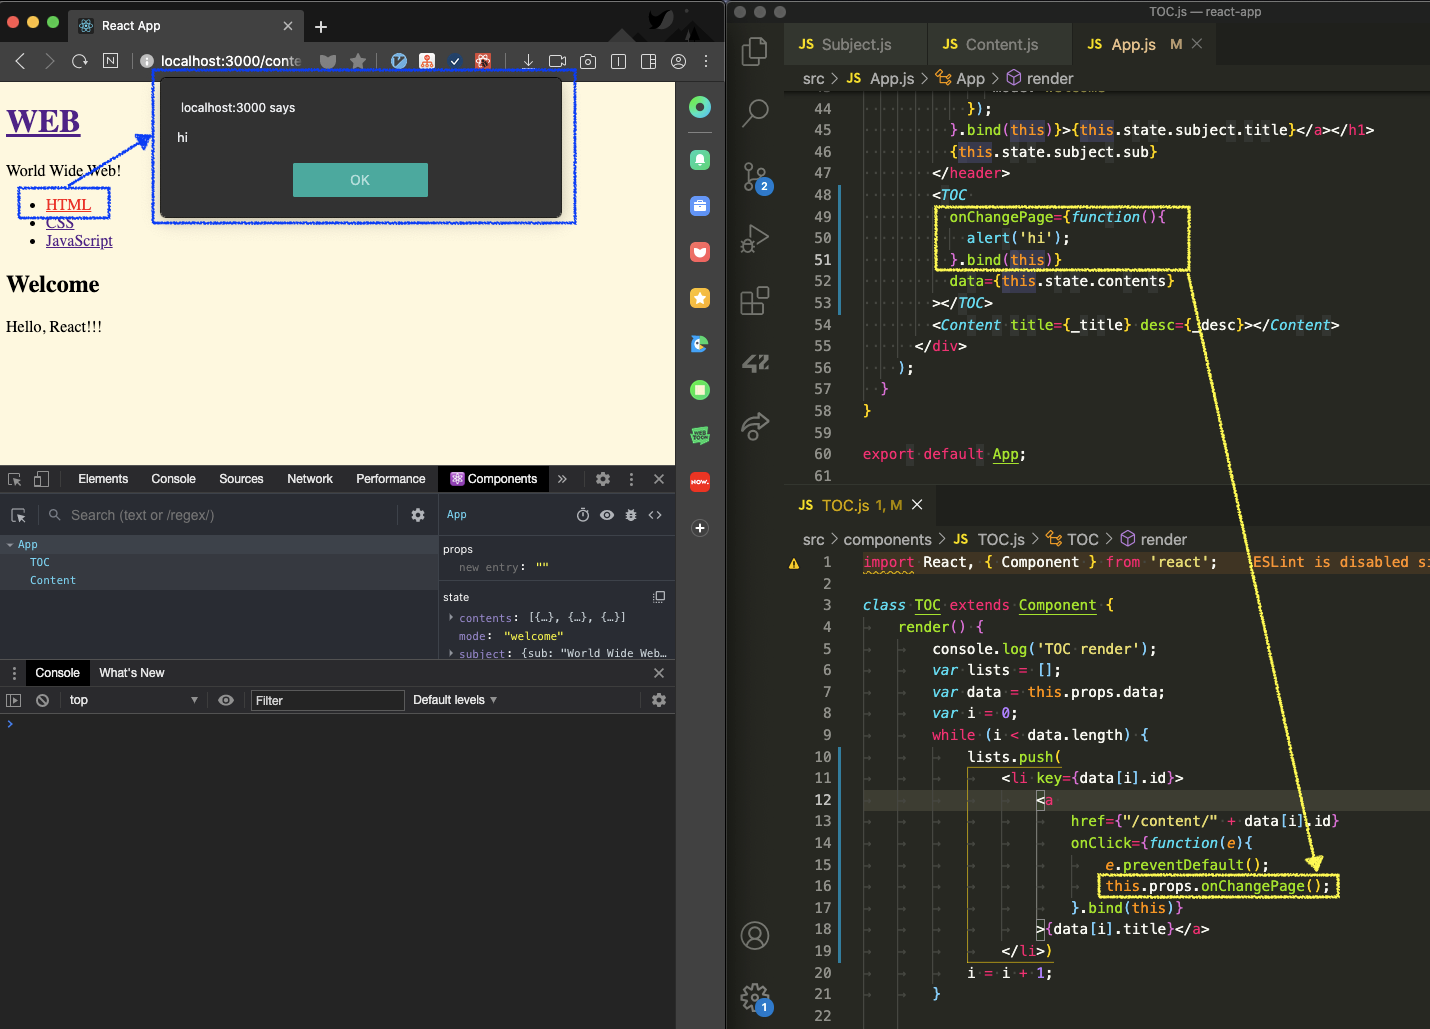 React App
localhost:3000/conte
localhost:3000 says
hi
OK
WEB
World Wide Web!
HTML
CSS
JavaScript
Welcome
Hello, React!!!
WEB
TOON
NOW.
Elements
Console
Sources
Network
Performance
Components
Search (text or /regex/)
App
TOC
Content
App
props
new entry: ""
state
contents: [{…}, {…}, {…}]
mode: "welcome"
subject: {sub: "World Wide Web…
Console
What's New
top
Filter
Default levels
TOC.js — react-app
JS Subject.js
JS Content.js
JS App.js M
src > JS App.js > App > render
44 });
45 }.bind(this)}>{this.state.subject.title}</a></h1>
46 {this.state.subject.sub}
47 </header>
48 <TOC
49 onChangePage={function(){
50 alert('hi');
51 }.bind(this)}
52 data={this.state.contents}
53 ></TOC>
54 <Content title={_title} desc={_desc}></Content>
55 </div>
56 );
57 }
58 }
59
60 export default App;
61
2
42
1
JS TOC.js 1, M
src > components > JS TOC.js > TOC > render
1 import React, { Component } from 'react'; ESLint is disabled si
2
3 class TOC extends Component {
4 render() {
5 console.log('TOC render');
6 var lists = [];
7 var data = this.props.data;
8 var i = 0;
9 while (i < data.length) {
10 lists.push(
11 <li key={data[i].id}>
12 <a
13 href={"/content/" + data[i].id}
14 onClick={function(e){
15 e.preventDefault();
16 this.props.onChangePage();
17 }.bind(this)}
18 >{data[i].title}</a>
19 </li>)
20 i = i + 1;
21 }
22